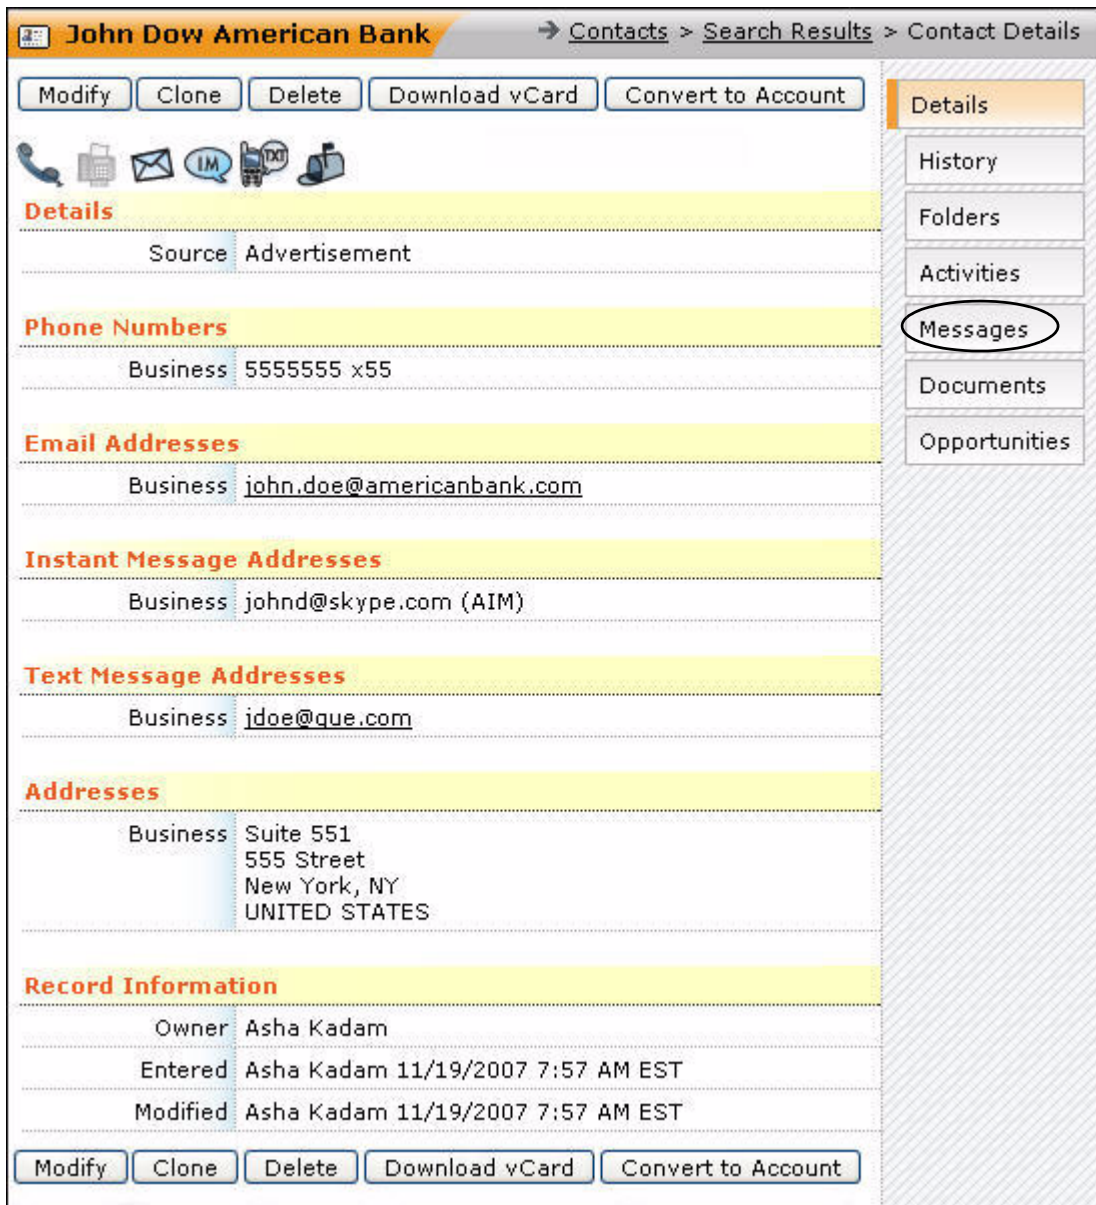 John Dow American Bank
→ Contacts > Search Results > Contact Details
Modify Clone Delete Download vCard Convert to Account
IM TXT
Details
Source Advertisement
Phone Numbers
Business 5555555 x55
Email Addresses
Business john.doe@americanbank.com
Instant Message Addresses
Business johnd@skype.com (AIM)
Text Message Addresses
Business jdoe@que.com
Addresses
Business Suite 551
555 Street
New York, NY
UNITED STATES
Record Information
Owner Asha Kadam
Entered Asha Kadam 11/19/2007 7:57 AM EST
Modified Asha Kadam 11/19/2007 7:57 AM EST
Modify Clone Delete Download vCard Convert to Account
Details
History
Folders
Activities
Messages
Documents
Opportunities